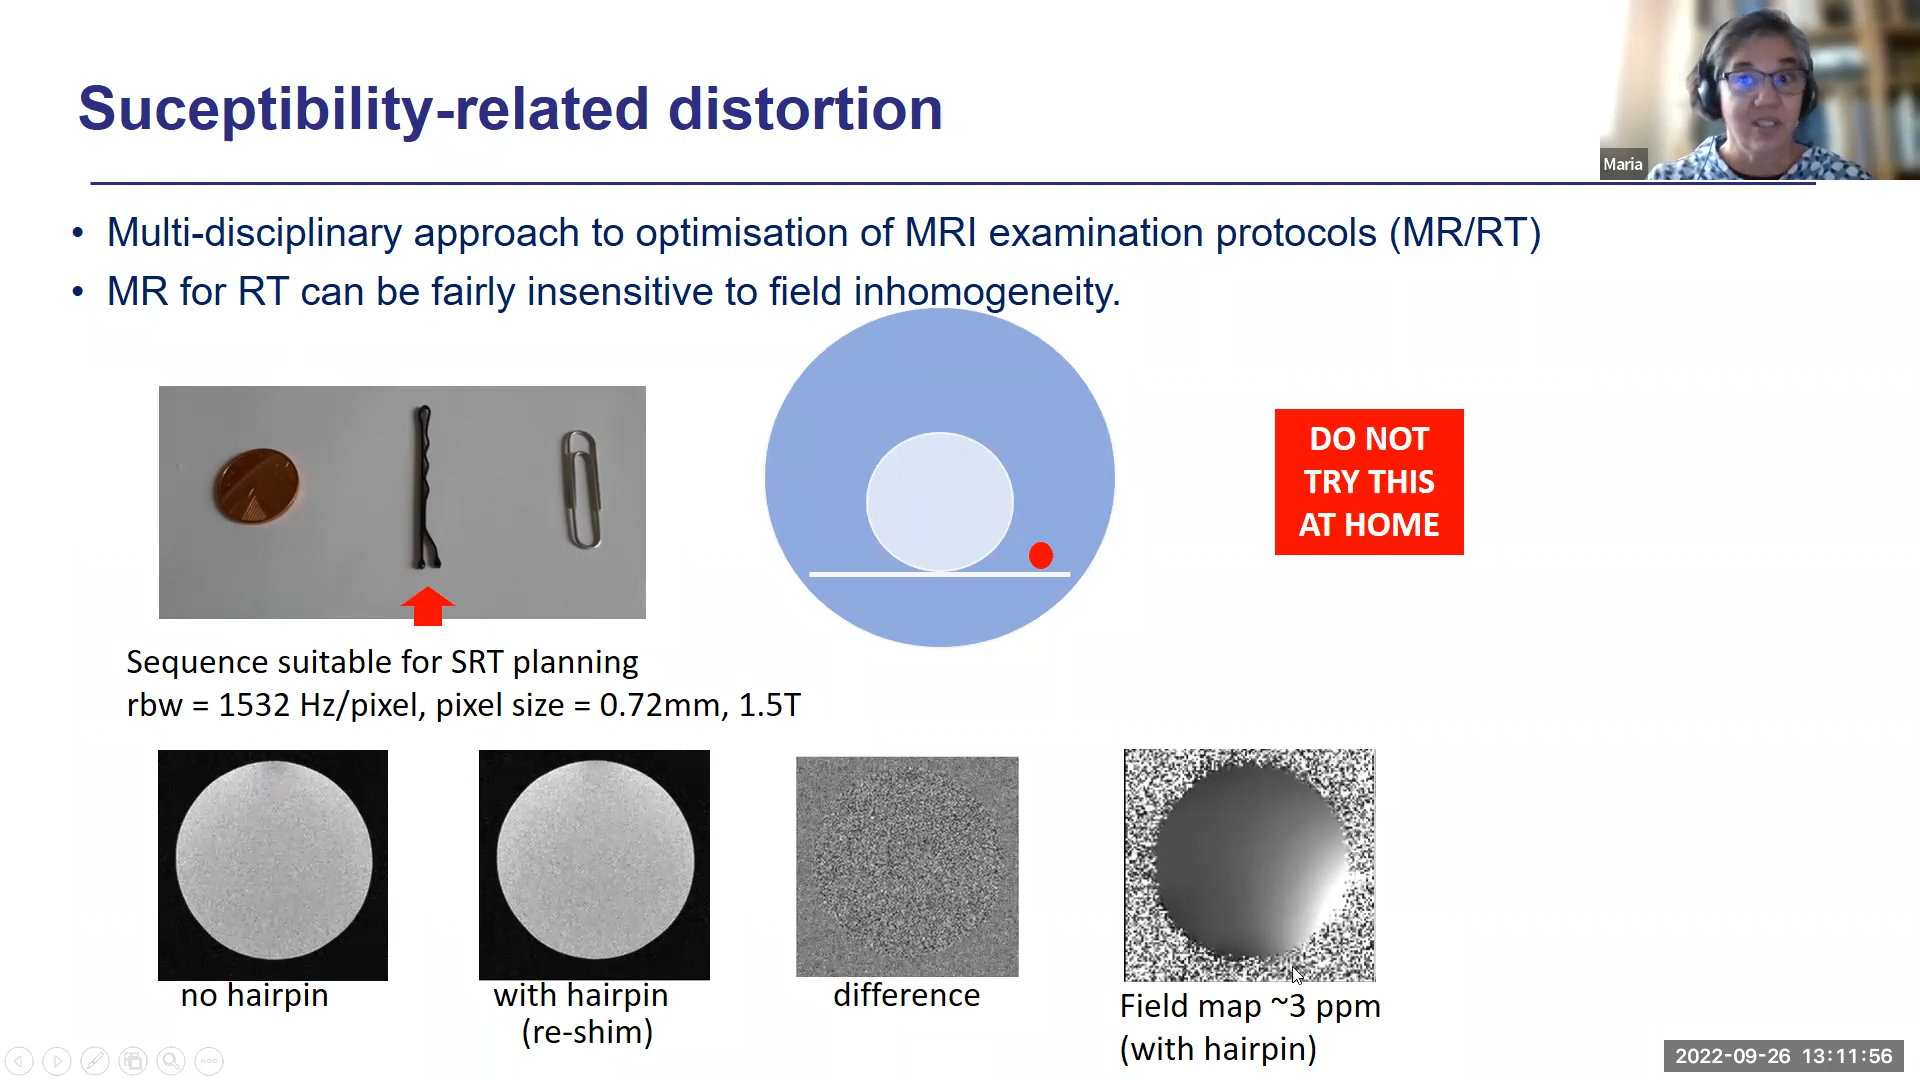 Suceptibility-related distortion
Maria
• Multi-disciplinary approach to optimisation of MRI examination protocols (MR/RT)
• MR for RT can be fairly insensitive to field inhomogeneity.
DO NOT
TRY THIS
AT HOME
Sequence suitable for SRT planning
rbw = 1532 Hz/pixel, pixel size = 0.72mm, 1.5T
no hairpin
with hairpin
(re-shim)
difference
Field map ~3 ppm
(with hairpin)
2022-09-26 13:11:56